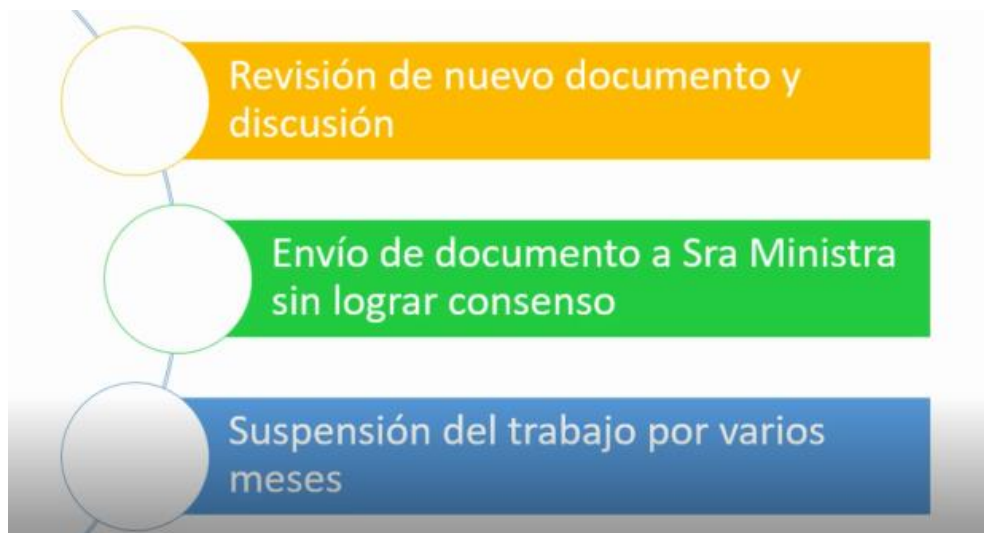 Revisión de nuevo documento y
discusión
Envío de documento a Sra Ministra
sin lograr consenso
Suspensión del trabajo por varios
meses